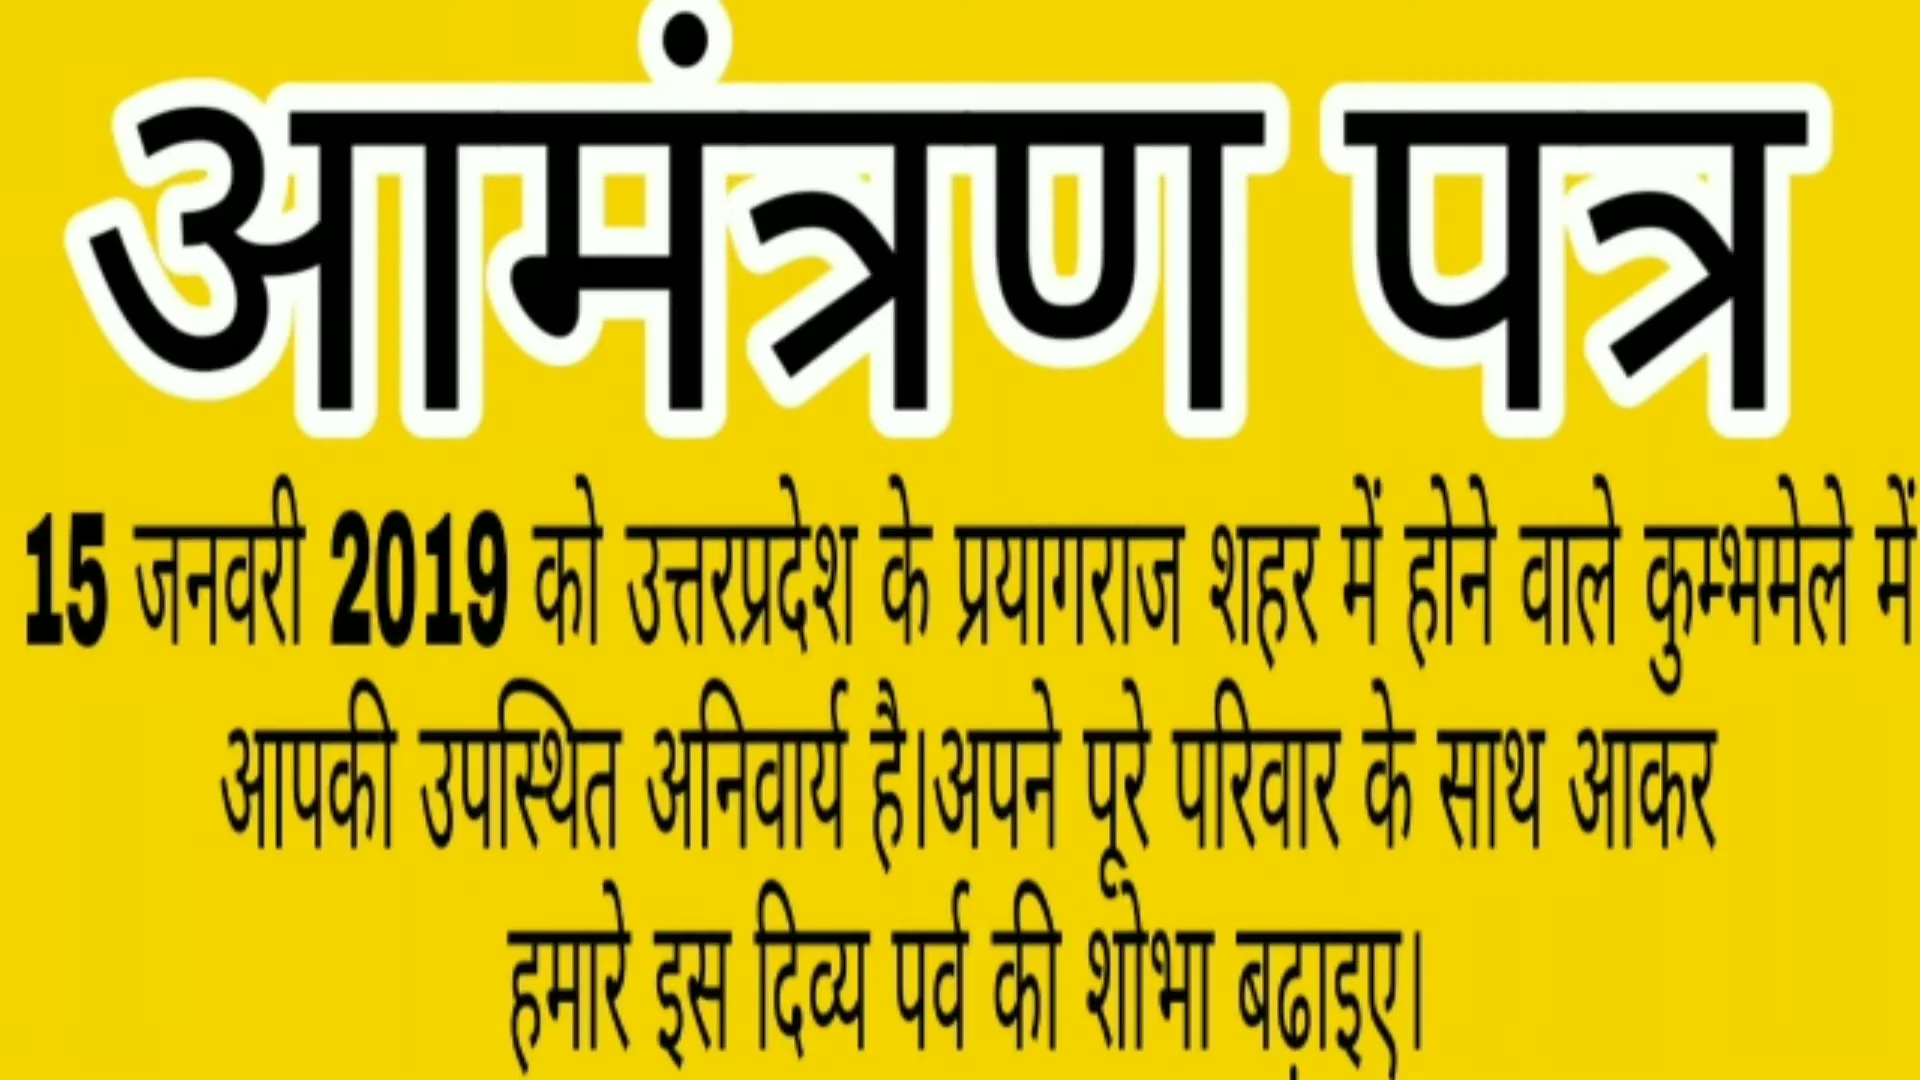 आमंत्रण पत्र
15 जनवरी 2019 को उत्तरप्रदेश के प्रयागराज शहर में होने वाले कुम्भमेले में
आपकी उपस्थित अनिवार्य है।अपने पूरे परिवार के साथ आकर
हमारे इस दिव्य पर्व की शोभा बढ़ाइए।